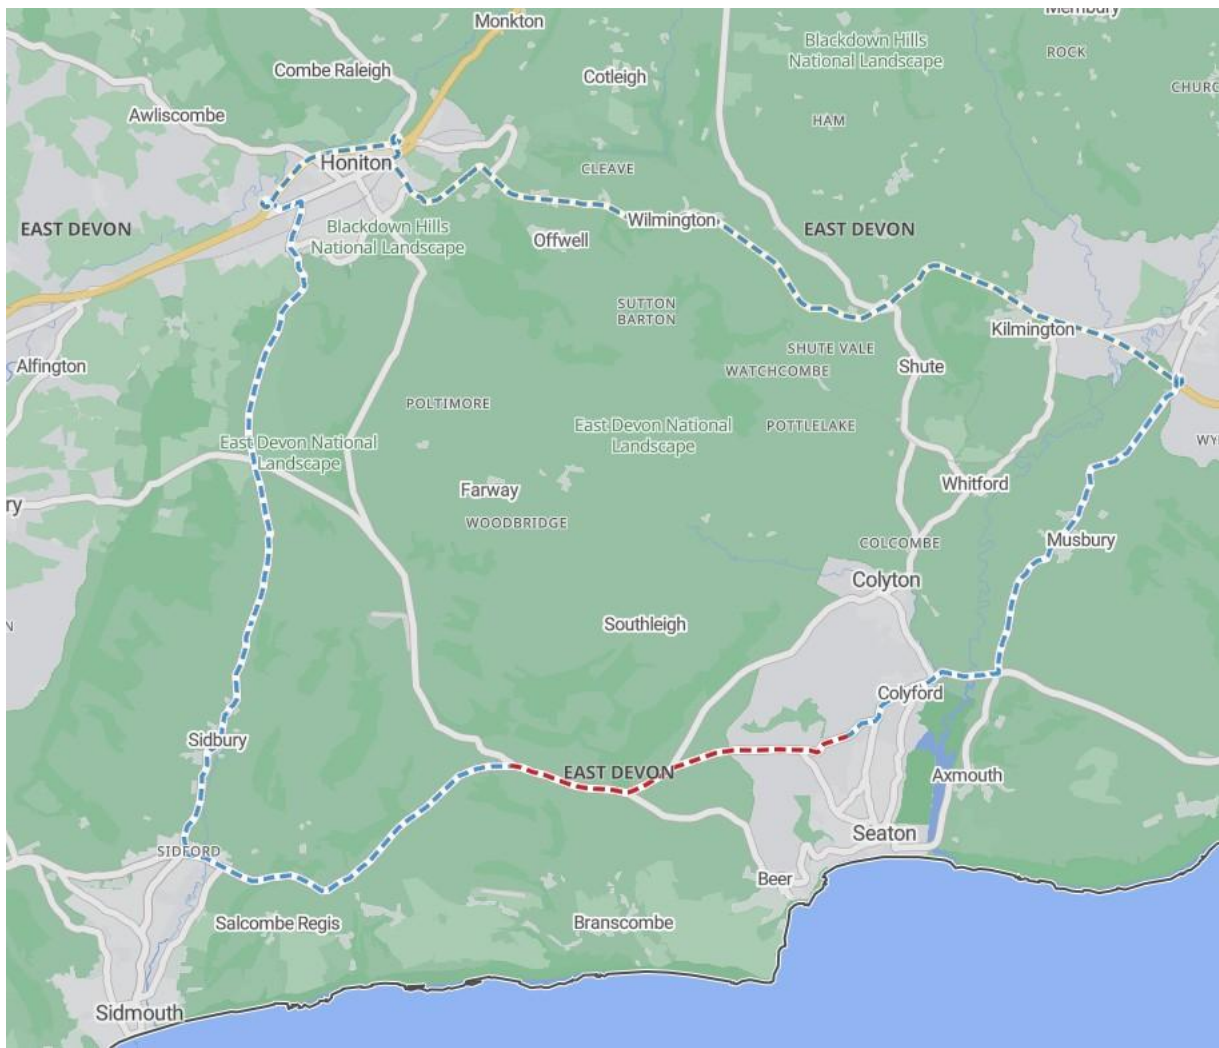 Membury
Monkton
Blackdown Hills
National Landscape
ROCK
Combe Raleigh
Cotleigh
Awliscombe
HAM
Honiton
CLEAVE
EAST DEVON
Blackdown Hills
National Landscape
Wilmington
Offwell
EAST DEVON
SUTTON
BARTON
Kilmington
Alfington
SHUTE VALE
Shute
WATCHCOMBE
POLTIMORE
East Devon National
Landscape
POTTLELAKE
East Devon National
Landscape
Farway
Whitford
ry
WOODBRIDGE
COLCOMBE
Musbury
Colyton
Southleigh
N
Colyford
Sidbury
EAST DEVON
Axmouth
Seaton
SIDFORD
Beer
Salcombe Regis
Branscombe
Sidmouth